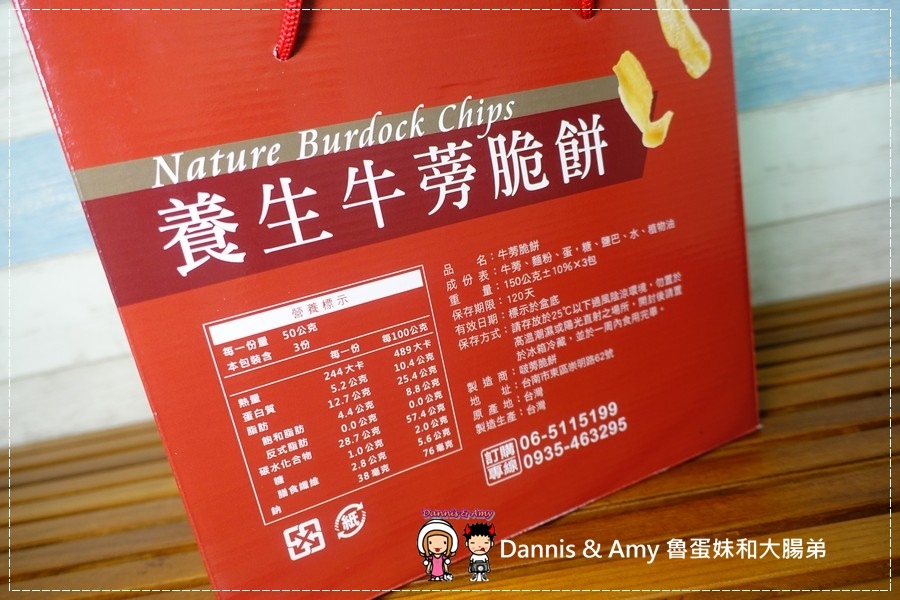 Nature Burdock Chips
養生牛蒡脆餅
營養標示
每一份量 50公克
本包裝含 3份
每一份 每100公克
熱量 244大卡 489大卡
蛋白質 5.2公克 10.4公克
脂肪 12.7公克 25.4公克
飽和脂肪 4.4公克 8.8公克
反式脂肪 0.0公克 0.0公克
碳水化合物 28.7公克 57.4公克
糖 1.0公克 2.0公克
膳食纖維 2.8公克 5.6公克
鈉 38毫克 76毫克
品名：牛蒡脆餅
成份表：牛蒡、麵粉、蛋、糖、鹽巴、水、植物油
重量：150公克±10%×3包
保存期限：120天
有效日期：標示於盒底
保存方式：請存放於25℃以下通風陰涼環境，勿置於
高溫潮濕或陽光直射之場所，開封後請置
於冰箱冷藏，並於一周內食用完畢。
製造商：啵蒡脆餅
地址：台南市東區崇明路62號
原產地：台灣
製造生產：台灣
訂購專線 06-5115199
0935-463295
紙
Dannis & Amy
Dannis & Amy 魯蛋妹和大腸弟